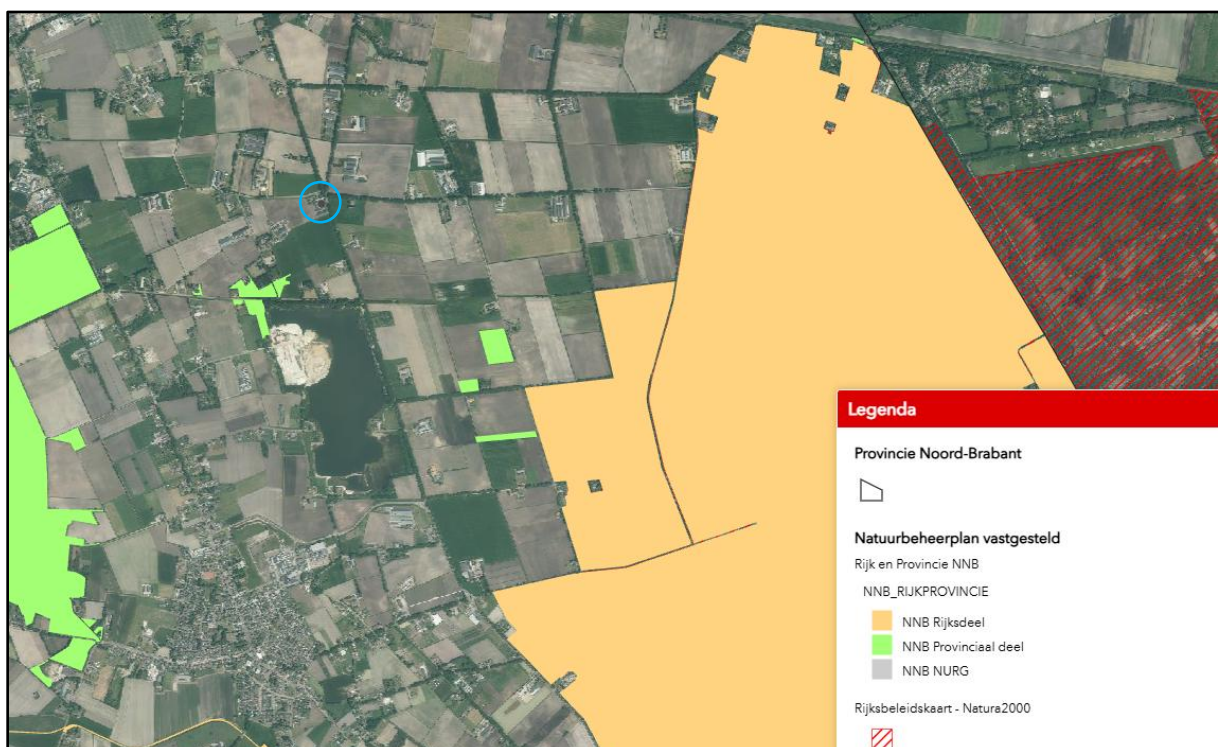 Legenda
Provincie Noord-Brabant
Natuurbeheerplan vastgesteld
Rijk en Provincie NNB
NNB_RIJKPROVINCIE
NNB Rijksdeel
NNB Provinciaal deel
NNB NURG
Rijksbeleidskaart - Natura2000